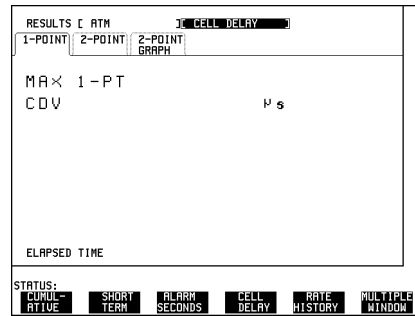 RESULTS [ ATM ][ CELL DELAY ]
1-POINT 2-POINT 2-POINT
GRAPH
MAX 1-PT
CDV µs
ELAPSED TIME
STATUS:
CUMUL- SHORT ALARM CELL RATE MULTIPLE
ATIVE TERM SECONDS DELAY HISTORY WINDOW